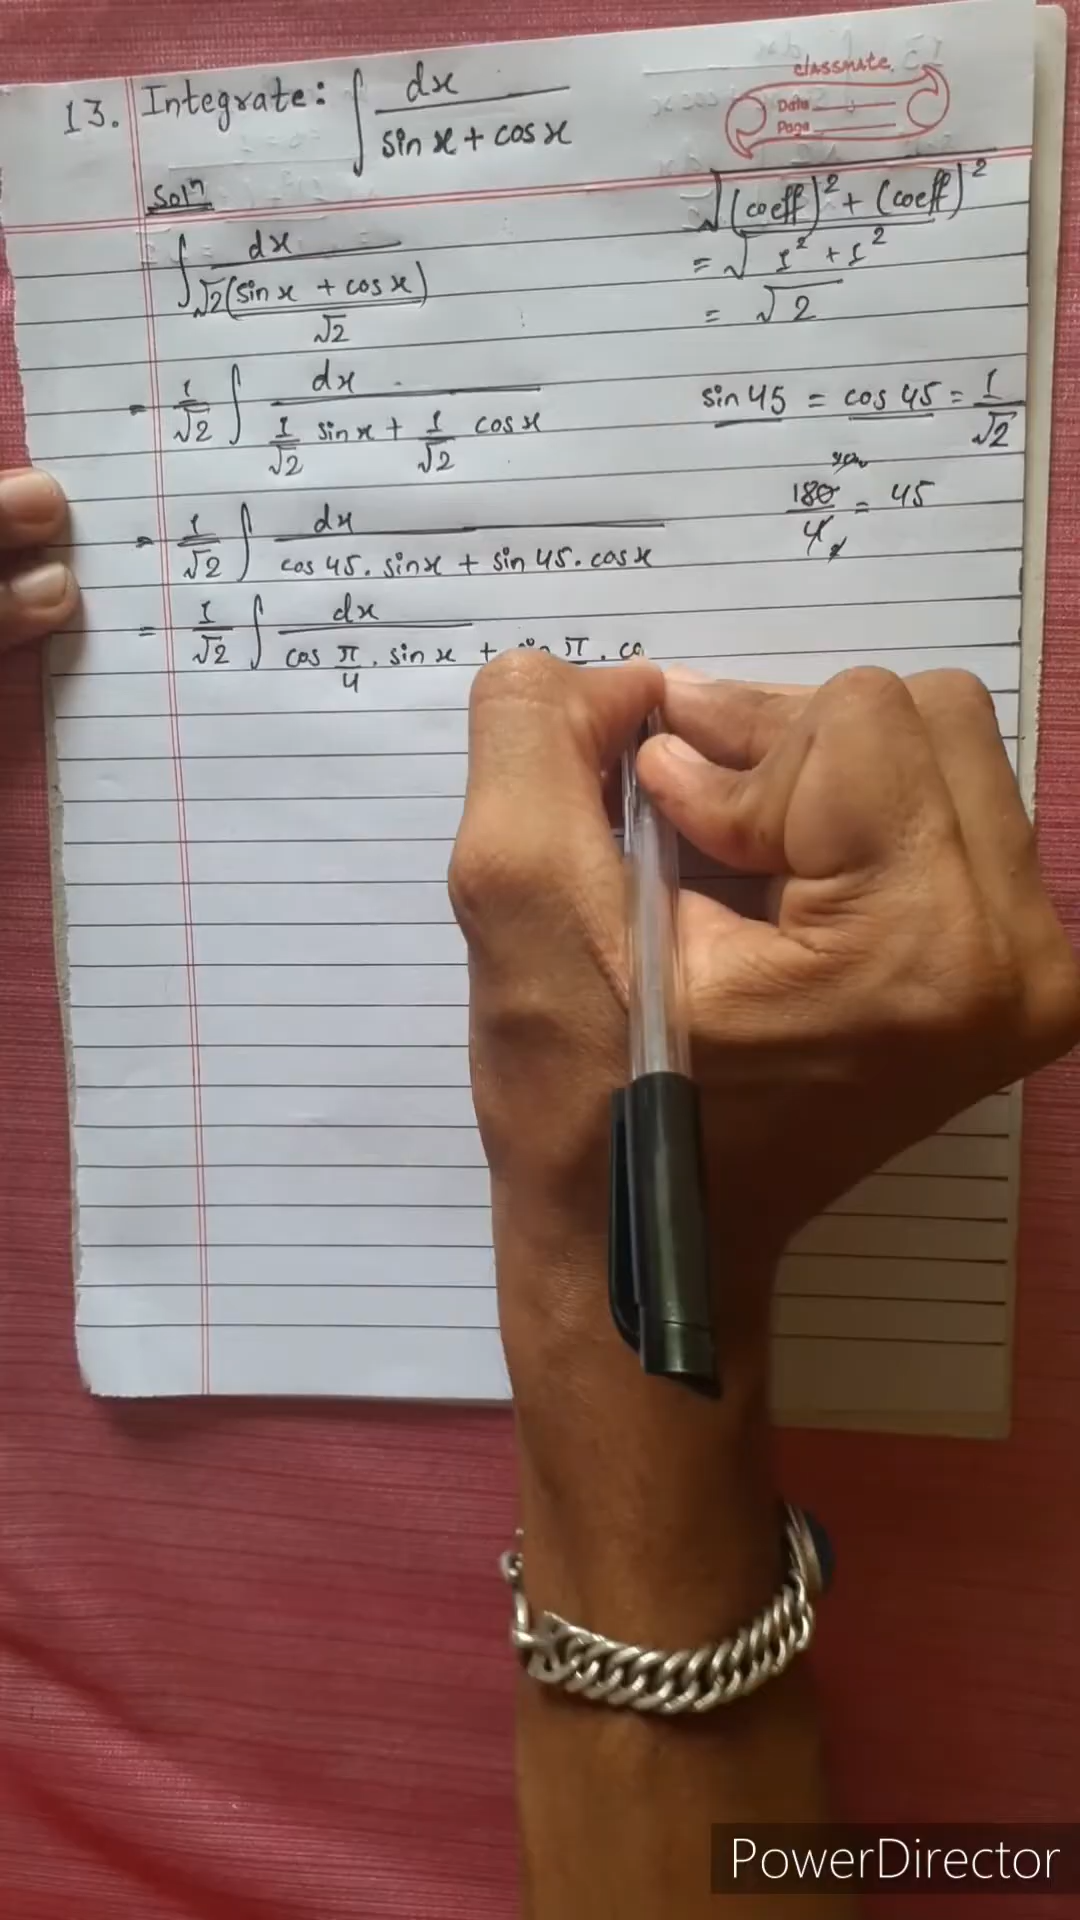 13. Integrate: ∫ dx / (sin x + cos x)
classmate
Date
Page
Solⁿ
∫ dx / (√2(sin x + cos x) / √2)
= 1/√2 ∫ dx / (1/√2 sin x + 1/√2 cos x)
= 1/√2 ∫ dx / (cos 45. sin x + sin 45. cos x)
= 1/√2 ∫ dx / (cos π/4 . sin x + π . co
√(coeff)² + (coeff)²
= √1² + 1²
= √2
sin 45 = cos 45 = 1/√2
180/4 = 45
PowerDirector